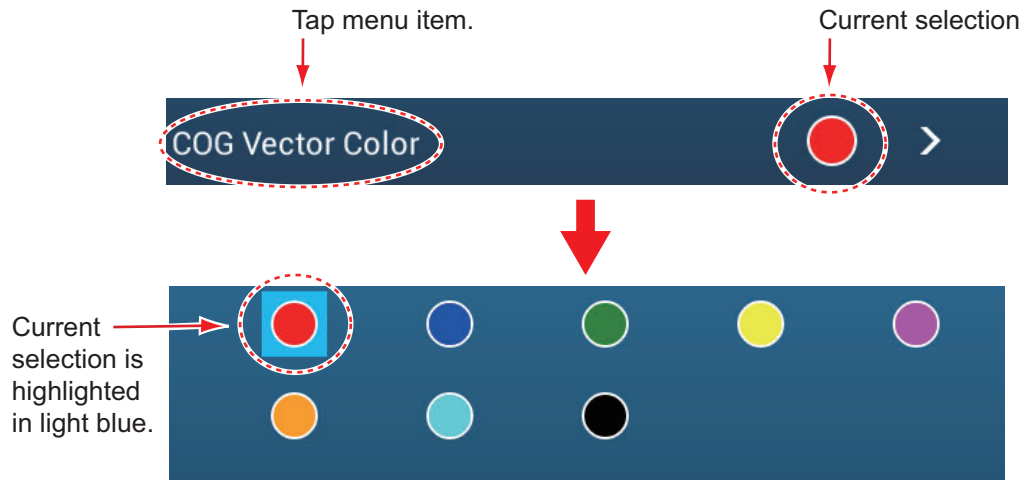 Tap menu item.
Current selection
COG Vector Color
Current
selection is
highlighted
in light blue.